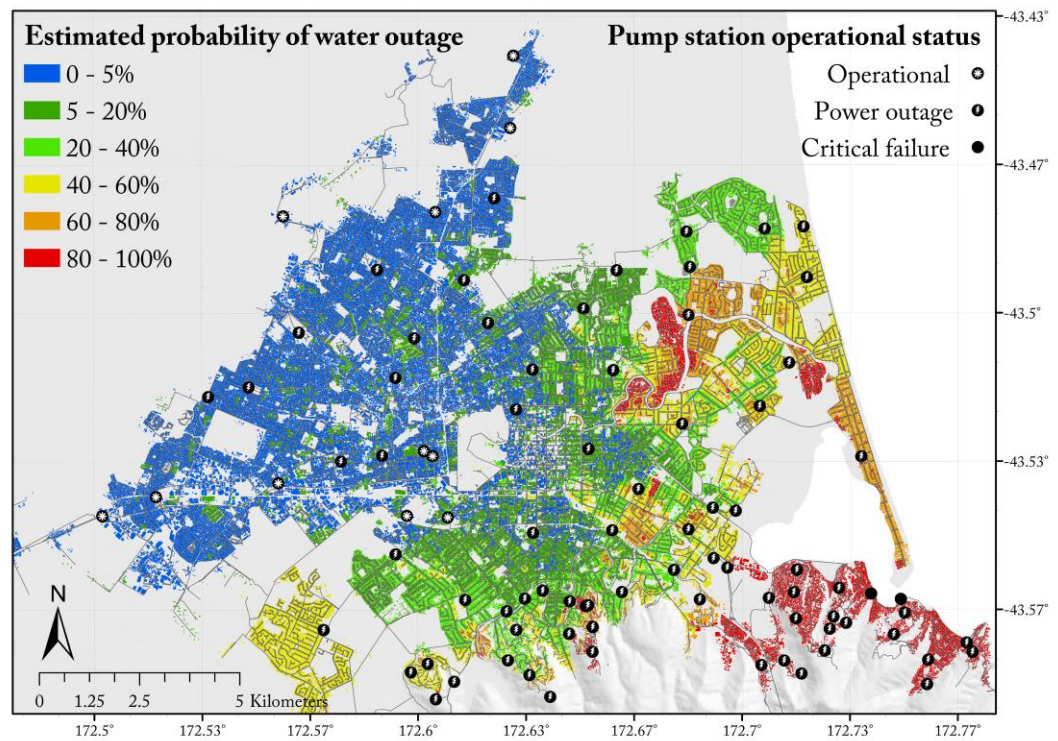 Estimated probability of water outage
0 - 5%
5 - 20%
20 - 40%
40 - 60%
60 - 80%
80 - 100%
Pump station operational status
Operational
Power outage
Critical failure
-43.43°
-43.47°
-43.5°
-43.53°
-43.57°
N
0 1.25 2.5 5 Kilometers
172.5° 172.53° 172.57° 172.6° 172.63° 172.67° 172.7° 172.73° 172.77°